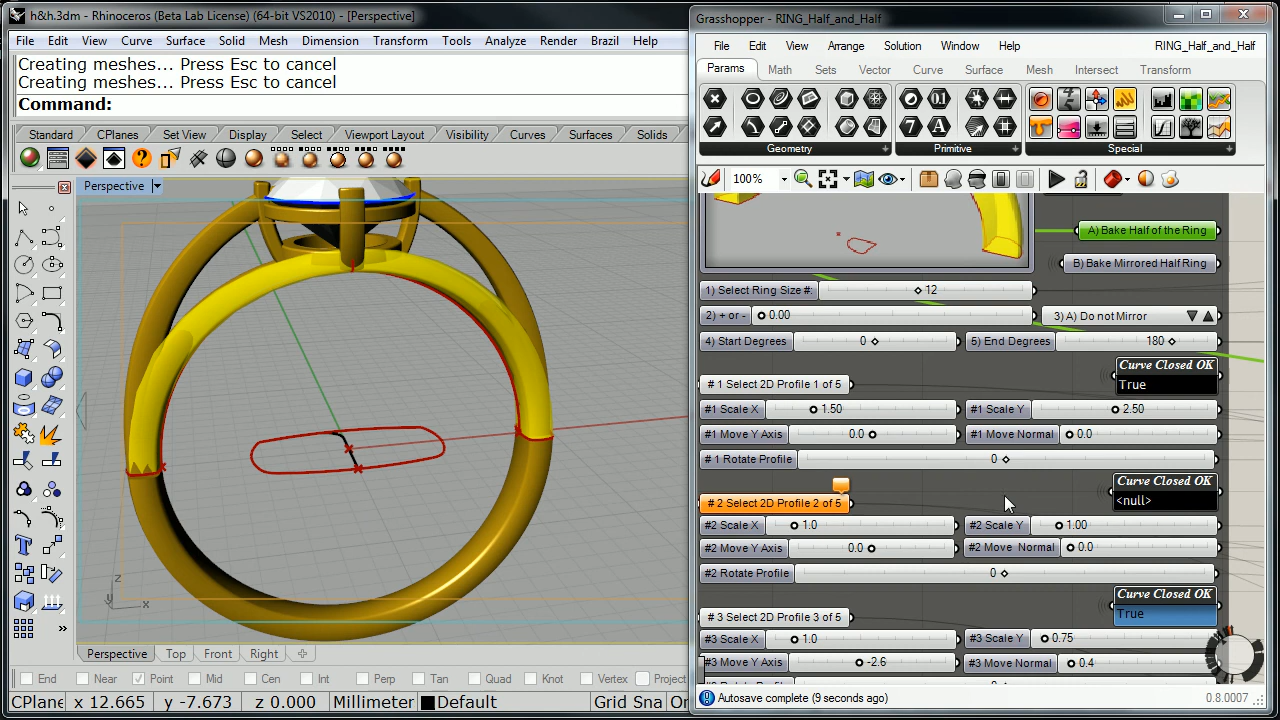 h&h.3dm - Rhinoceros (Beta Lab License) (64-bit VS2010) - [Perspective]
File Edit View Curve Surface Solid Mesh Dimension Transform Tools Analyze Render Brazil Help
Creating meshes... Press Esc to cancel
Creating meshes... Press Esc to cancel
Command:
Standard CPlanes Set View Display Select Viewport Layout Visibility Curves Surfaces Solids
Perspective
z
y
x
Perspective Top Front Right
End Near Point Mid Cen Int Perp Tan Quad Knot Vertex Project
CPlane x 12.665 y -7.673 z 0.000 Millimeter Default Grid Sna
Grasshopper - RING_Half_and_Half
File Edit View Arrange Solution Window Help RING_Half_and_Half
Params Math Sets Vector Curve Surface Mesh Intersect Transform
Geometry Primitive Special
100%
A) Bake Half of the Ring
B) Bake Mirrored Half Ring
1) Select Ring Size #: 12
2) + or - 0.00 3) A) Do not Mirror
4) Start Degrees 0 5) End Degrees 180
Curve Closed OK
# 1 Select 2D Profile 1 of 5 True
#1 Scale X 1.50 #1 Scale Y 2.50
#1 Move Y Axis 0.0 #1 Move Normal 0.0
# 1 Rotate Profile 0
Curve Closed OK
# 2 Select 2D Profile 2 of 5 <null>
#2 Scale X 1.0 #2 Scale Y 1.00
#2 Move Y Axis 0.0 #2 Move Normal 0.0
#2 Rotate Profile 0
Curve Closed OK
# 3 Select 2D Profile 3 of 5 True
#3 Scale X 1.0 #3 Scale Y 0.75
#3 Move Y Axis -2.6 #3 Move Normal 0.4
Autosave complete (9 seconds ago) 0.8.0007